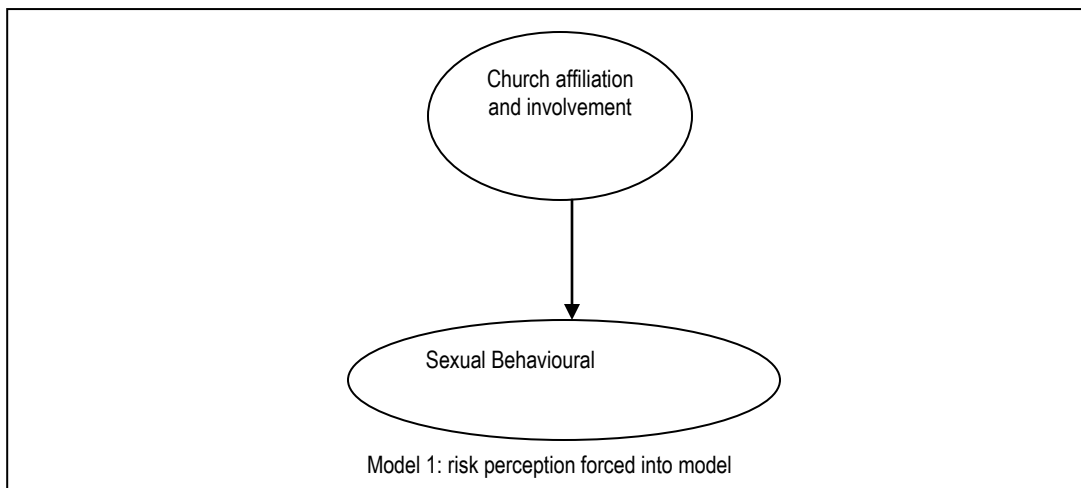 Church affiliation
and involvement
Sexual Behavioural
Model 1: risk perception forced into model